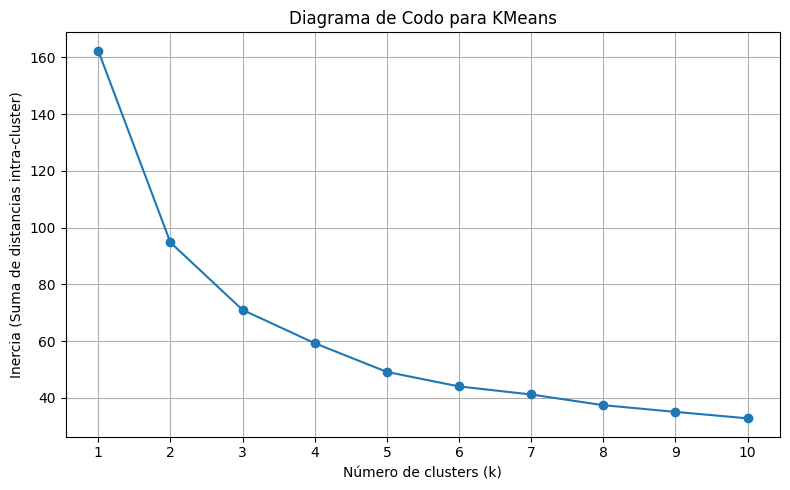 Diagrama de Codo para KMeans
Inercia (Suma de distancias intra-cluster)
160
140
120
100
80
60
40
1 2 3 4 5 6 7 8 9 10
Número de clusters (k)